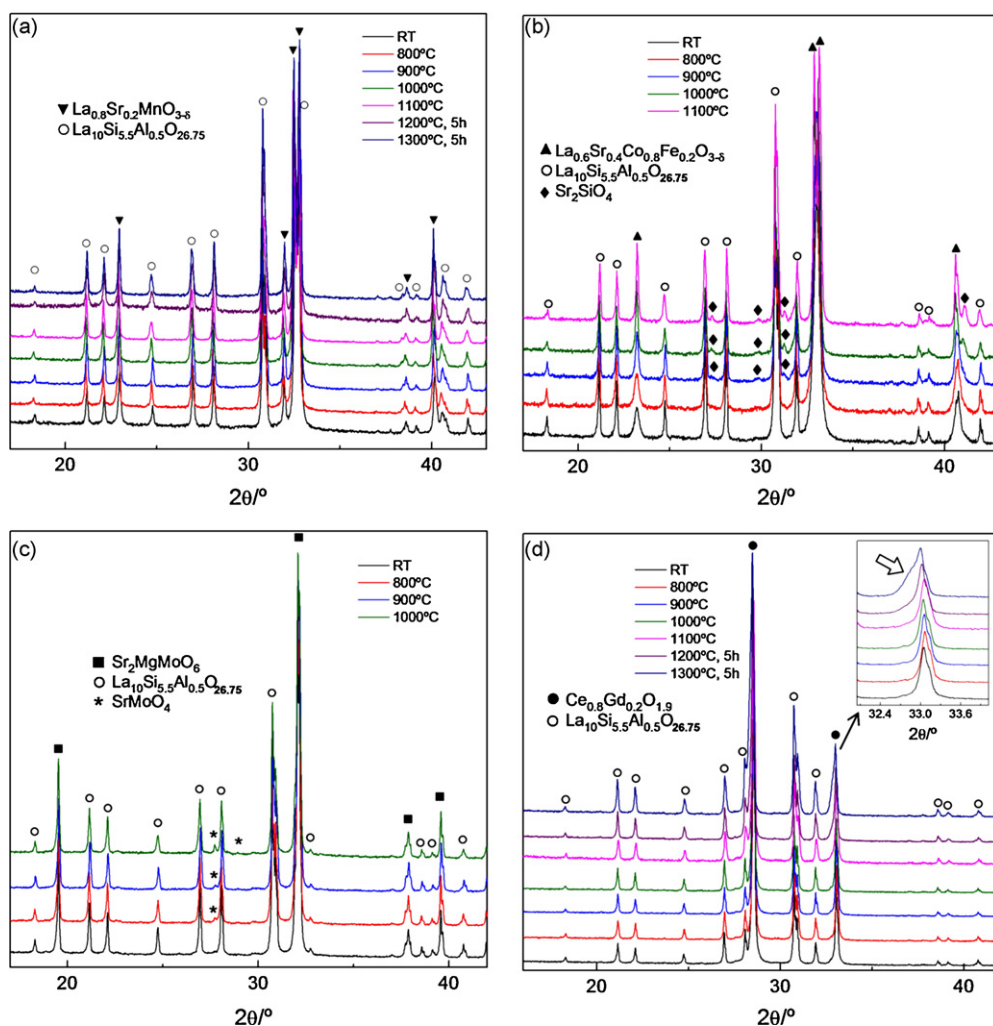 (a)
RT
800ºC
900ºC
1000ºC
1100ºC
1200ºC, 5h
1300ºC, 5h
▼ La0.8Sr0.2MnO3-δ
○ La10Si5.5Al0.5O26.75
20
30
40
2θ/º
(b)
RT
800ºC
900ºC
1000ºC
1100ºC
▲ La0.6Sr0.4Co0.8Fe0.2O3-δ
○ La10Si5.5Al0.5O26.75
◆ Sr2SiO4
20
30
40
2θ/º
(c)
RT
800ºC
900ºC
1000ºC
■ Sr2MgMoO6
○ La10Si5.5Al0.5O26.75
* SrMoO4
20
30
40
2θ/º
(d)
RT
800ºC
900ºC
1000ºC
1100ºC
1200ºC, 5h
1300ºC, 5h
● Ce0.8Gd0.2O1.9
○ La10Si5.5Al0.5O26.75
32.4 33.0 33.6
2θ/º
20
30
40
2θ/º